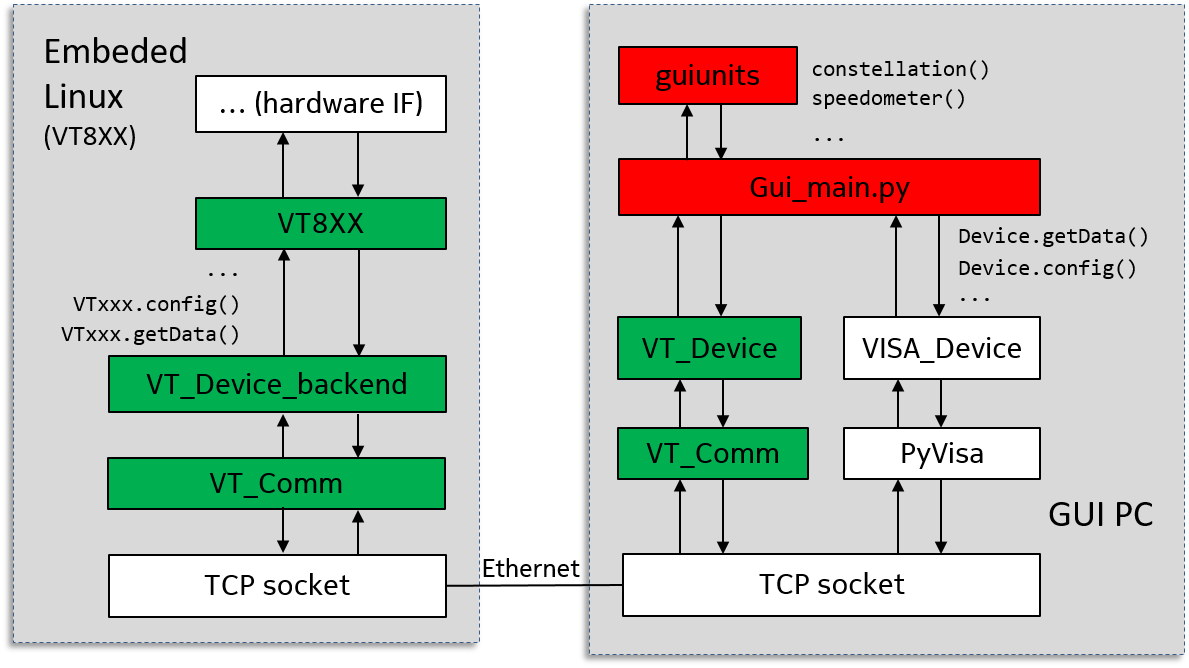 Embeded
Linux
(VT8XX)
... (hardware IF)
VT8XX
...
VTxxx.config()
VTxxx.getData()
VT_Device_backend
VT_Comm
TCP socket
Ethernet
guiunits
constellation()
speedometer()
...
Gui_main.py
Device.getData()
Device.config()
...
VT_Device
VISA_Device
VT_Comm
PyVisa
GUI PC
TCP socket